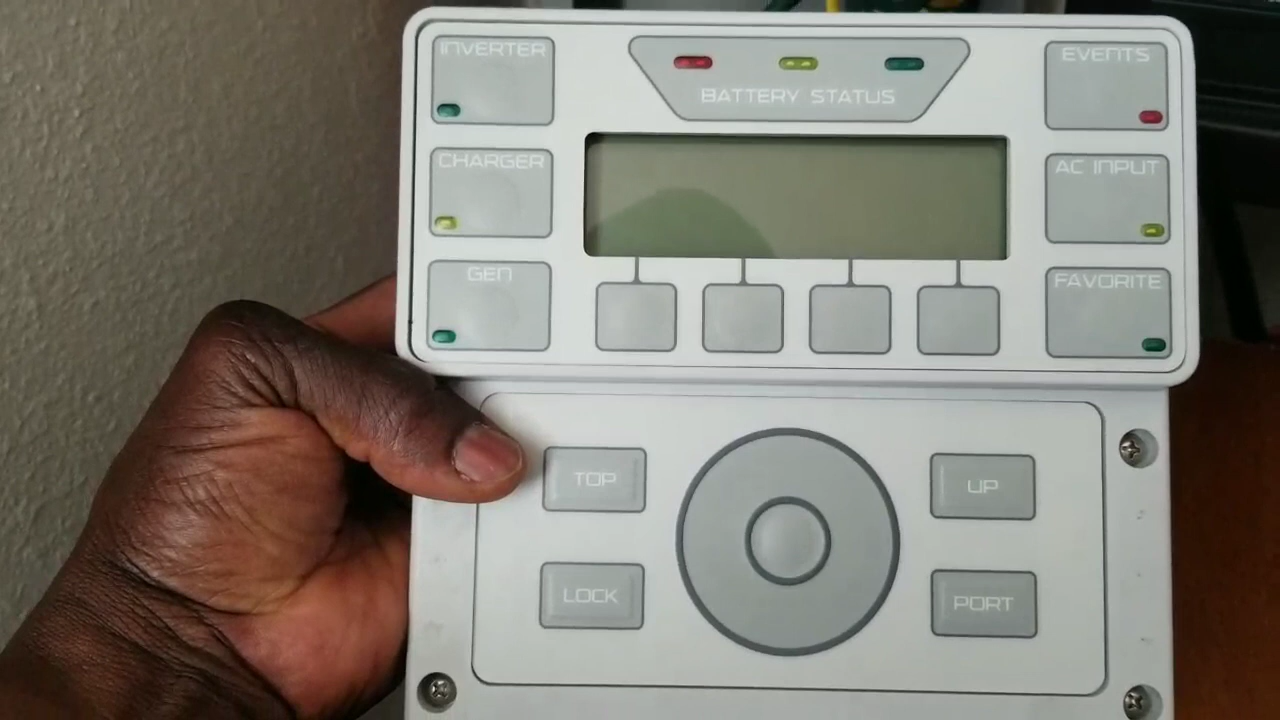 INVERTER
BATTERY STATUS
EVENTS
CHARGER
AC INPUT
GEN
FAVORITE
TOP
UP
LOCK
PORT